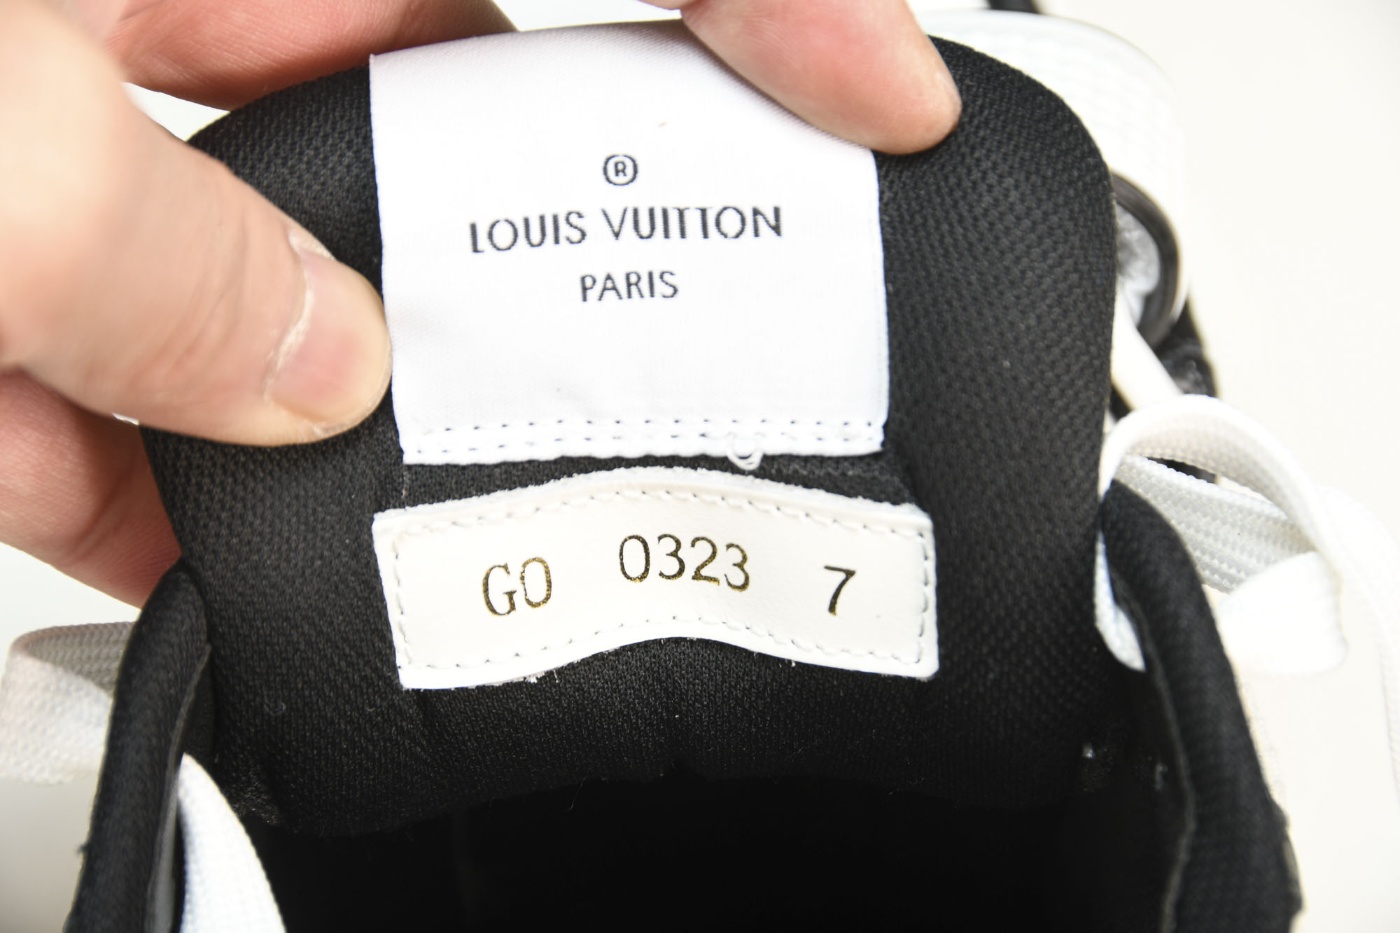 ®
LOUIS VUITTON
PARIS
GO 0323 7